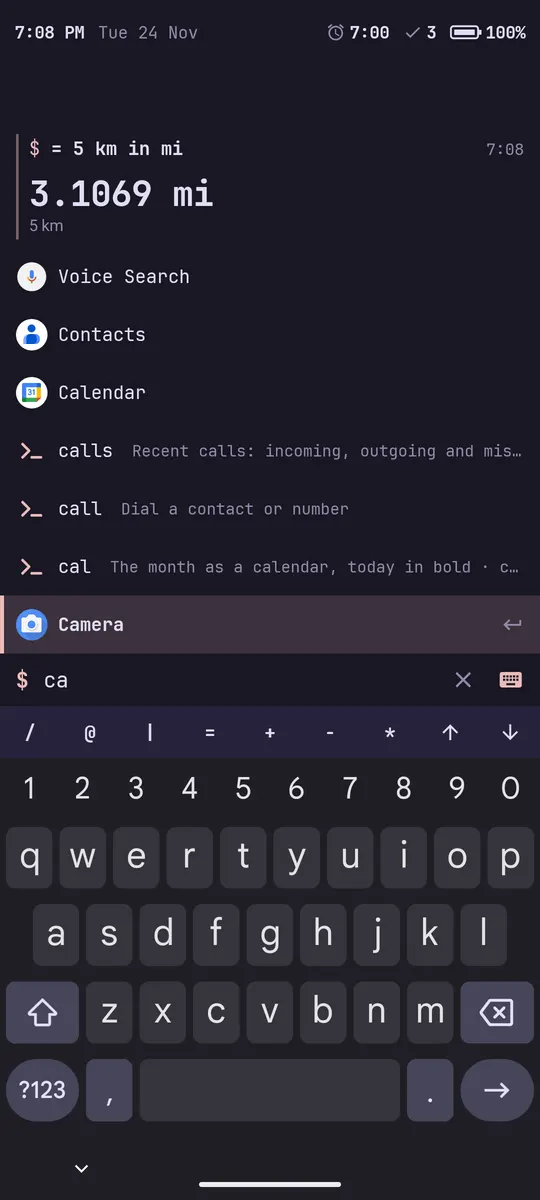 7:08 PM Tue 24 Nov 7:00 3 100%
$ = 5 km in mi 7:08
3.1069 mi
5 km
Voice Search
Contacts
31
Calendar
calls Recent calls: incoming, outgoing and mis…
call Dial a contact or number
cal The month as a calendar, today in bold · c…
Camera
$ ca
/ @ | = + - * ↑ ↓
1 2 3 4 5 6 7 8 9 0
q w e r t y u i o p
a s d f g h j k l
z x c v b n m
?123 , .